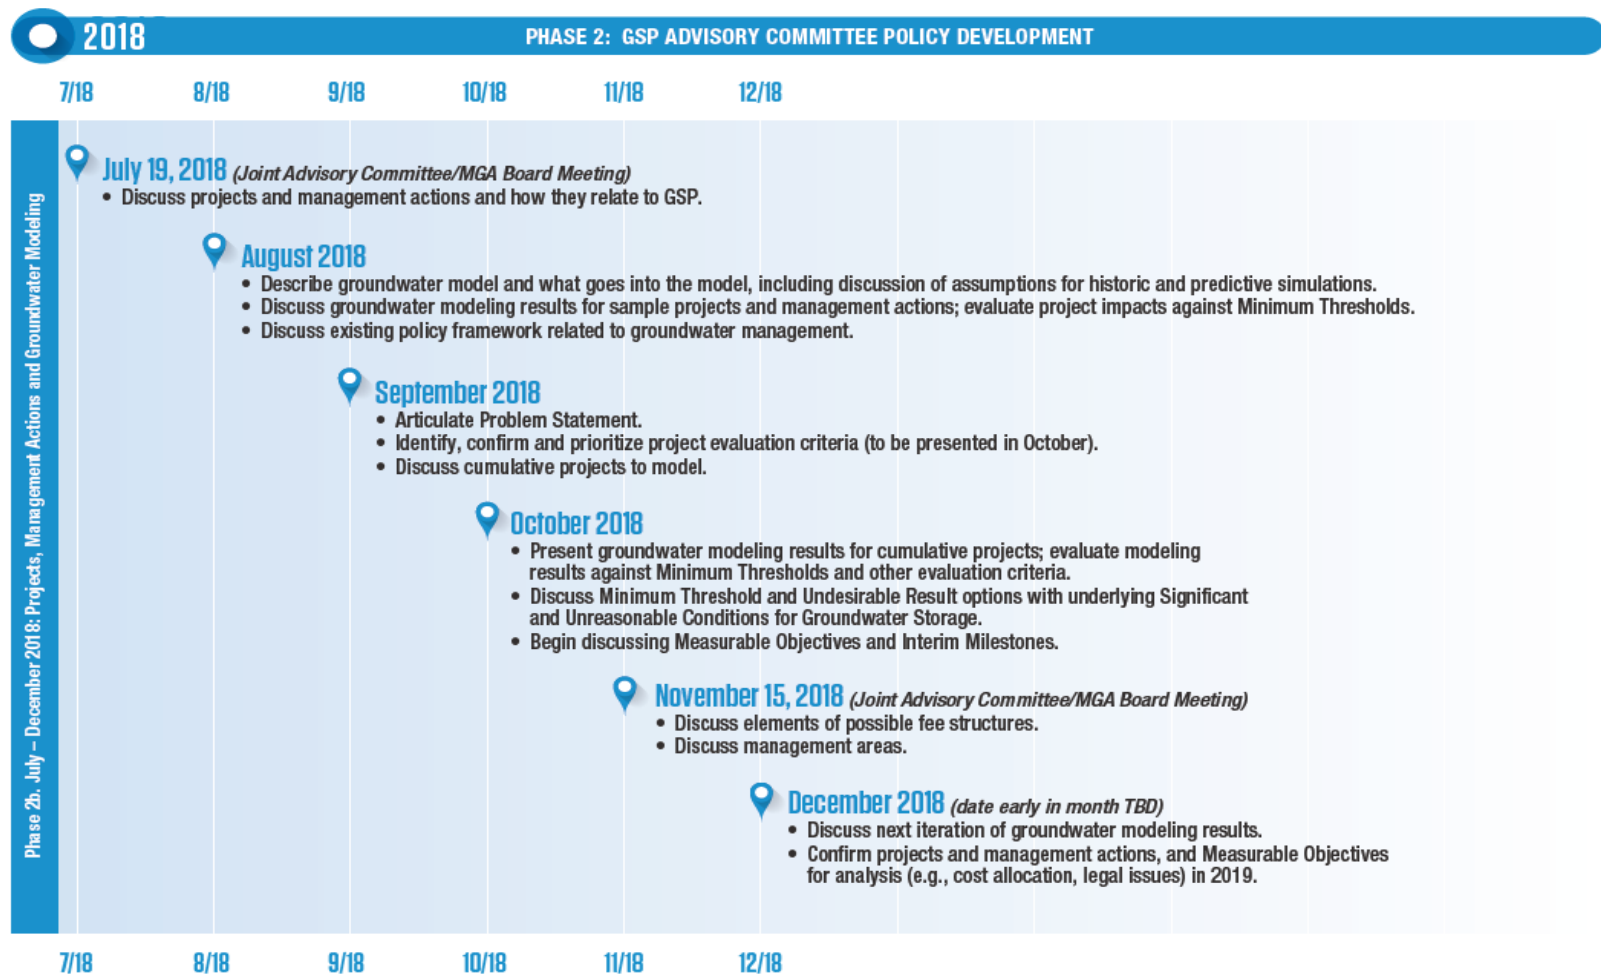 2018
PHASE 2: GSP ADVISORY COMMITTEE POLICY DEVELOPMENT
7/18 8/18 9/18 10/18 11/18 12/18
Phase 2b. July – December 2018: Projects, Management Actions and Groundwater Modeling
July 19, 2018 (Joint Advisory Committee/MGA Board Meeting)
• Discuss projects and management actions and how they relate to GSP.
August 2018
• Describe groundwater model and what goes into the model, including discussion of assumptions for historic and predictive simulations.
• Discuss groundwater modeling results for sample projects and management actions; evaluate project impacts against Minimum Thresholds.
• Discuss existing policy framework related to groundwater management.
September 2018
• Articulate Problem Statement.
• Identify, confirm and prioritize project evaluation criteria (to be presented in October).
• Discuss cumulative projects to model.
October 2018
• Present groundwater modeling results for cumulative projects; evaluate modeling
results against Minimum Thresholds and other evaluation criteria.
• Discuss Minimum Threshold and Undesirable Result options with underlying Significant
and Unreasonable Conditions for Groundwater Storage.
• Begin discussing Measurable Objectives and Interim Milestones.
November 15, 2018 (Joint Advisory Committee/MGA Board Meeting)
• Discuss elements of possible fee structures.
• Discuss management areas.
December 2018 (date early in month TBD)
• Discuss next iteration of groundwater modeling results.
• Confirm projects and management actions, and Measurable Objectives
for analysis (e.g., cost allocation, legal issues) in 2019.
7/18 8/18 9/18 10/18 11/18 12/18